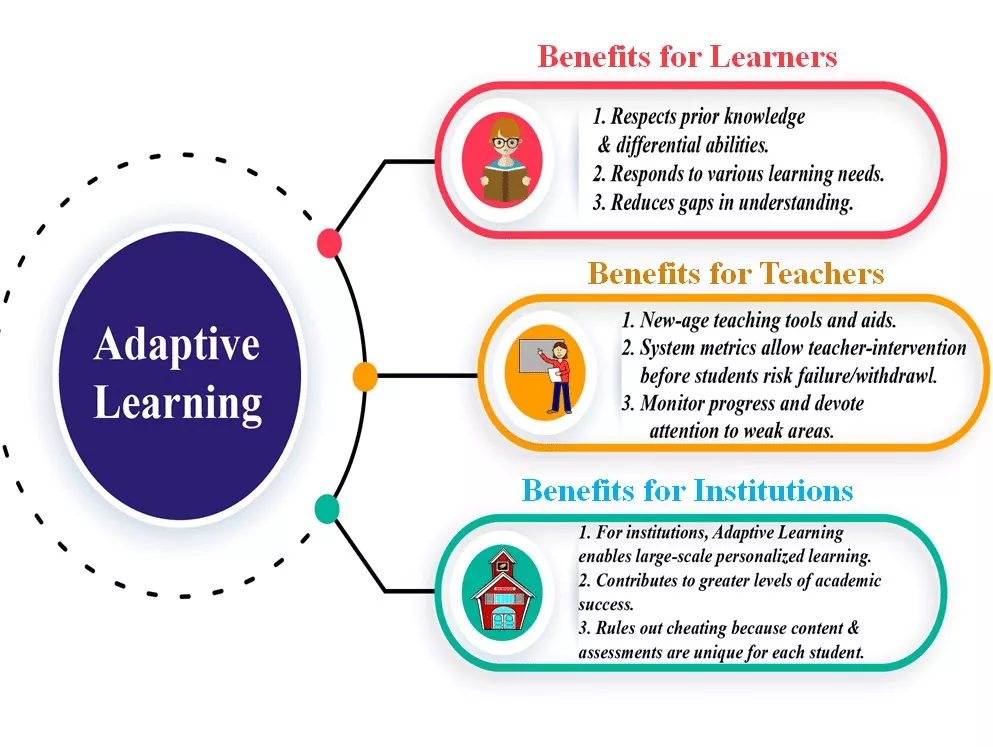 Adaptive
Learning
Benefits for Learners
1. Respects prior knowledge
& differential abilities.
2. Responds to various learning needs.
3. Reduces gaps in understanding.
Benefits for Teachers
1. New-age teaching tools and aids.
2. System metrics allow teacher-intervention
before students risk failure/withdrawl.
3. Monitor progress and devote
attention to weak areas.
Benefits for Institutions
1. For institutions, Adaptive Learning
enables large-scale personalized learning.
2. Contributes to greater levels of academic
success.
3. Rules out cheating because content &
assessments are unique for each student.